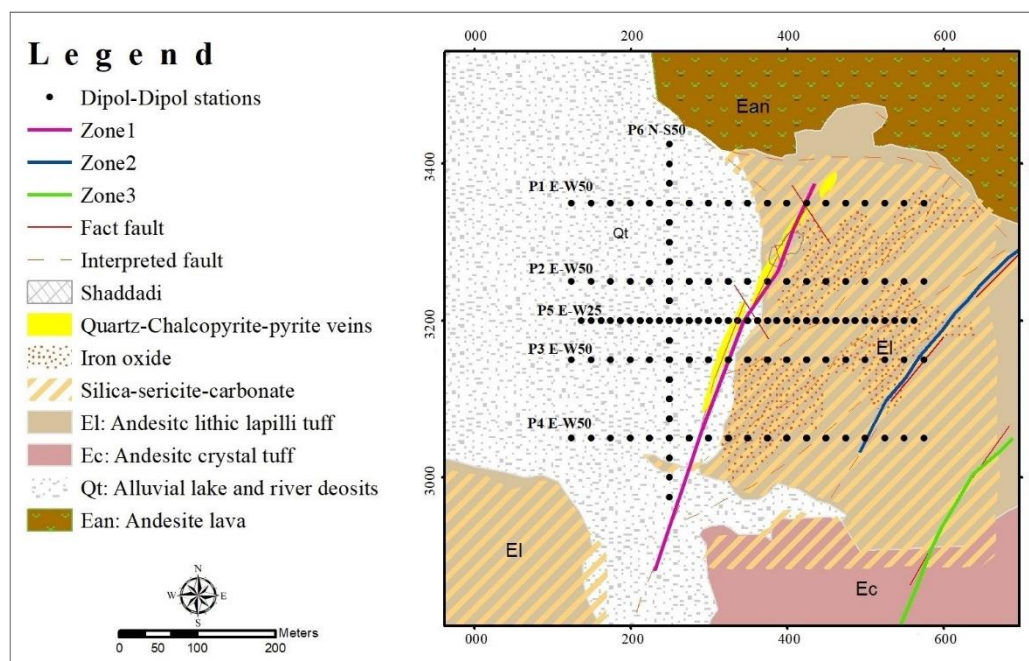 Legend
Dipol-Dipol stations
Zone1
Zone2
Zone3
Fact fault
Interpreted fault
Shaddadi
Quartz-Chalcopyrite-pyrite veins
Iron oxide
Silica-sericite-carbonate
El: Andesitc lithic lapilli tuff
Ec: Andesitc crystal tuff
Qt: Alluvial lake and river deosits
Ean: Andesite lava
N
W E
S
Meters
0 50 100 200
000 200 400 600
Ean
P6 N-S50
3400
P1 E-W50
Qt
P2 E-W50
P5 E-W25
3200
El
P3 E-W50
P4 E-W50
3000
El
Ec
000 200 400 600